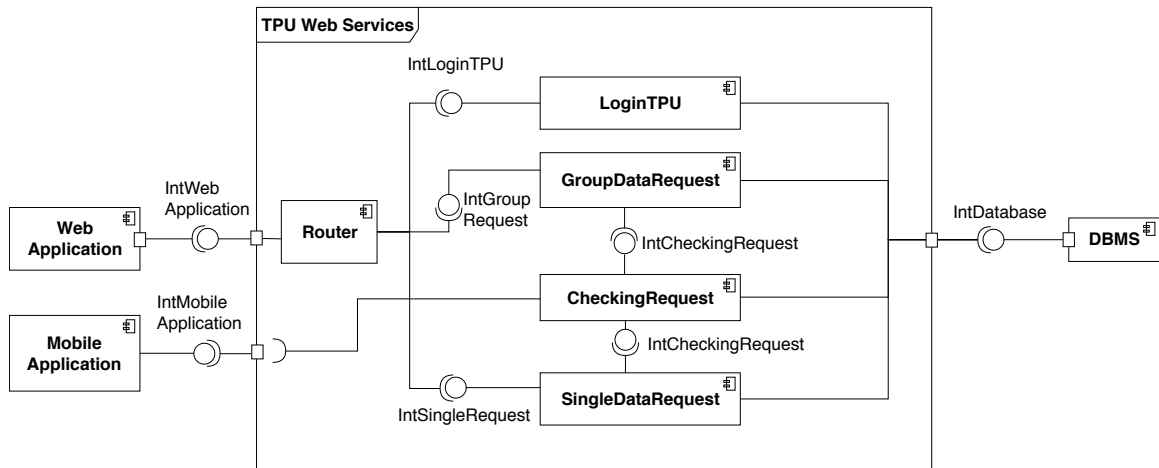 TPU Web Services
IntLoginTPU
LoginTPU
GroupDataRequest
IntWeb
Application
IntGroup
Request
Web
Application
Router
IntCheckingRequest
IntDatabase
DBMS
IntMobile
Application
CheckingRequest
Mobile
Application
IntCheckingRequest
SingleDataRequest
IntSingleRequest